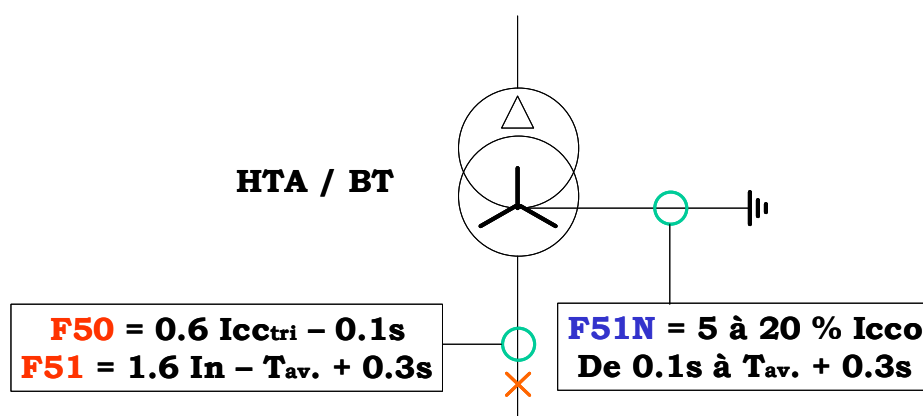 HTA / BT
F50 = 0.6 Icctri – 0.1s
F51 = 1.6 In – Tav. + 0.3s
F51N = 5 à 20 % Icco
De 0.1s à Tav. + 0.3s